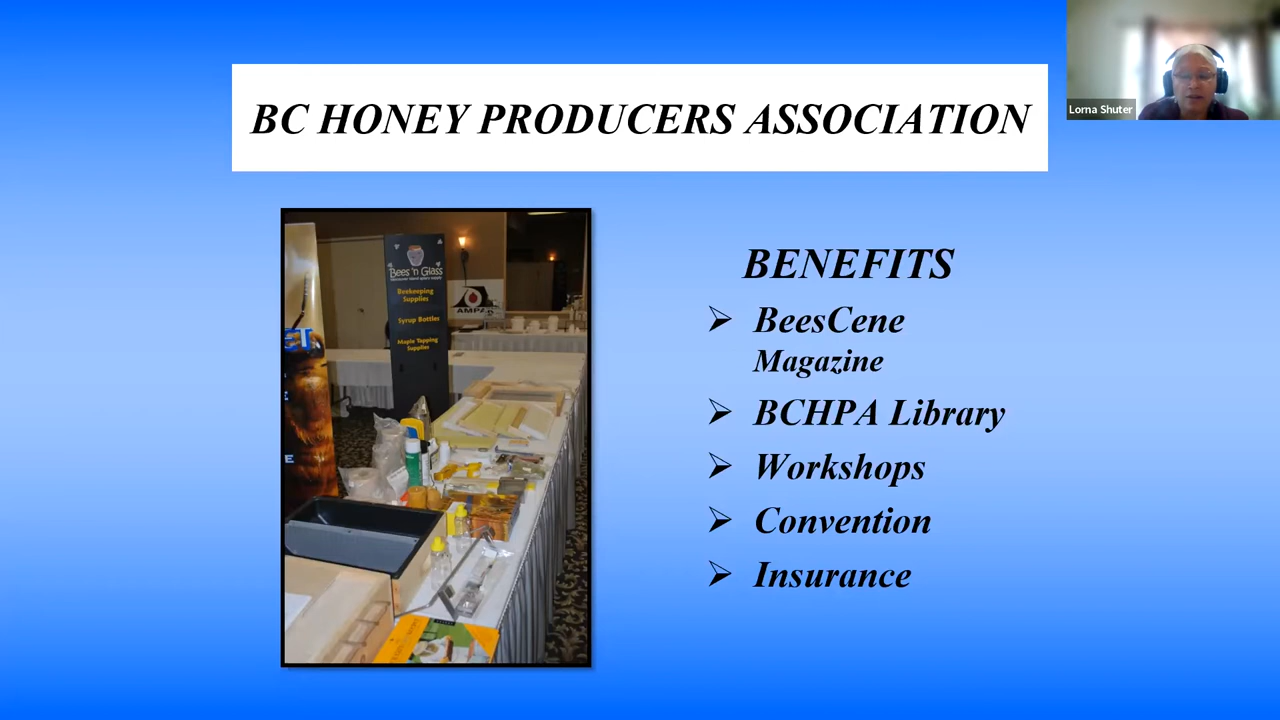 BC HONEY PRODUCERS ASSOCIATION
Lorna Shuter
Bees 'n Glass
Beekeeping
Supplies
Syrup Bottles
Maple Tapping
Supplies
BENEFITS
BeesCene
Magazine
BCHPA Library
Workshops
Convention
Insurance